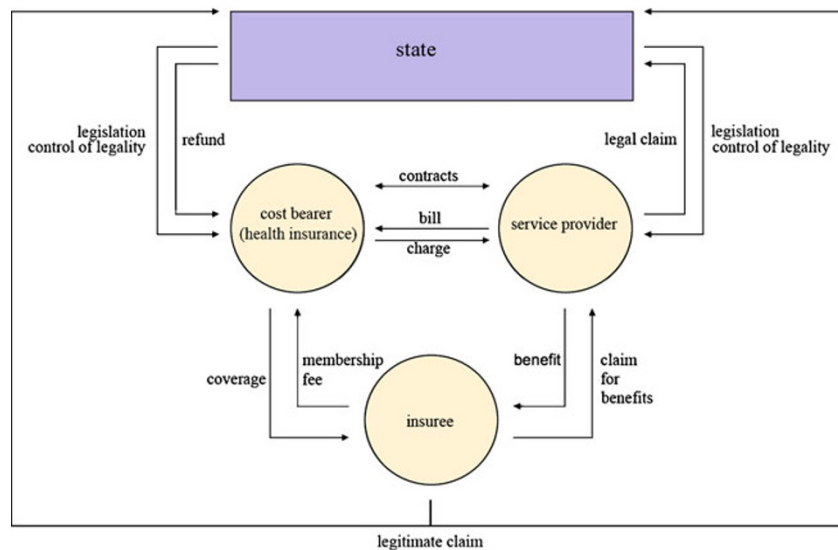 state
legislation
control of legality
refund
legal claim
legislation
control of legality
contracts
cost bearer
(health insurance)
bill
charge
service provider
coverage
membership
fee
benefit
claim
for
benefits
insuree
legitimate claim